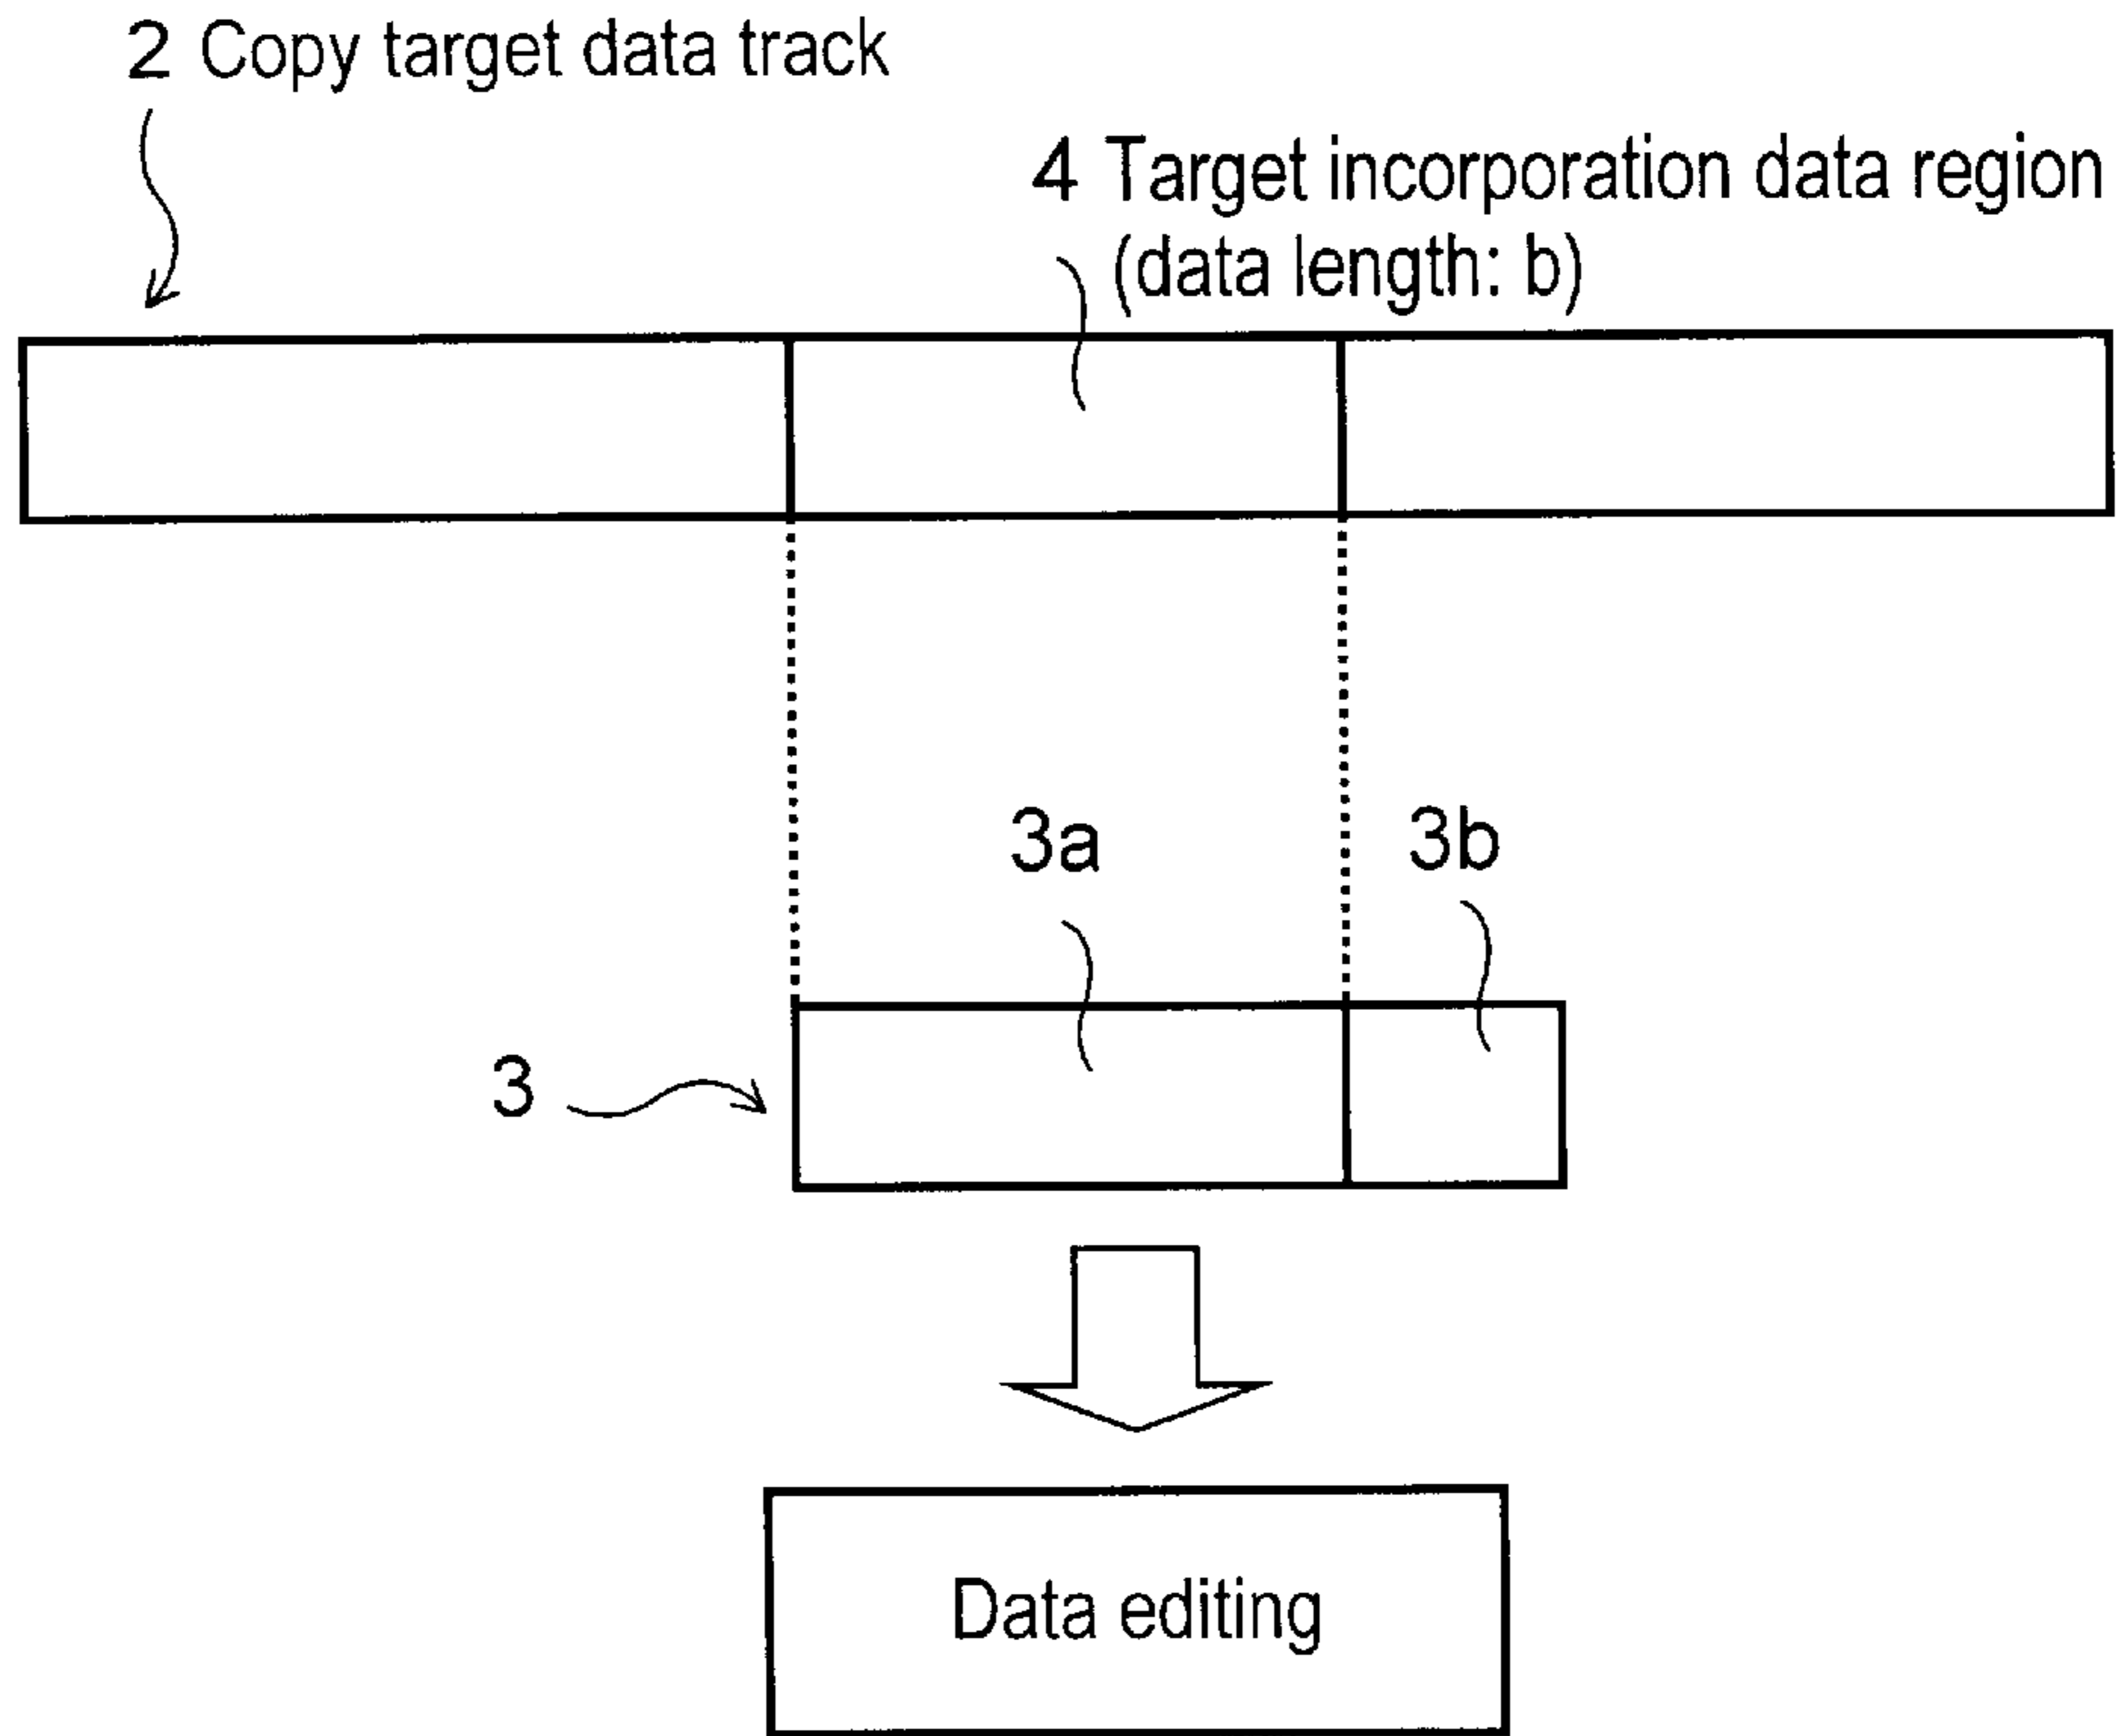 2 Copy target data track
4 Target incorporation data region
(data length: b)
3a
3b
3
Data editing